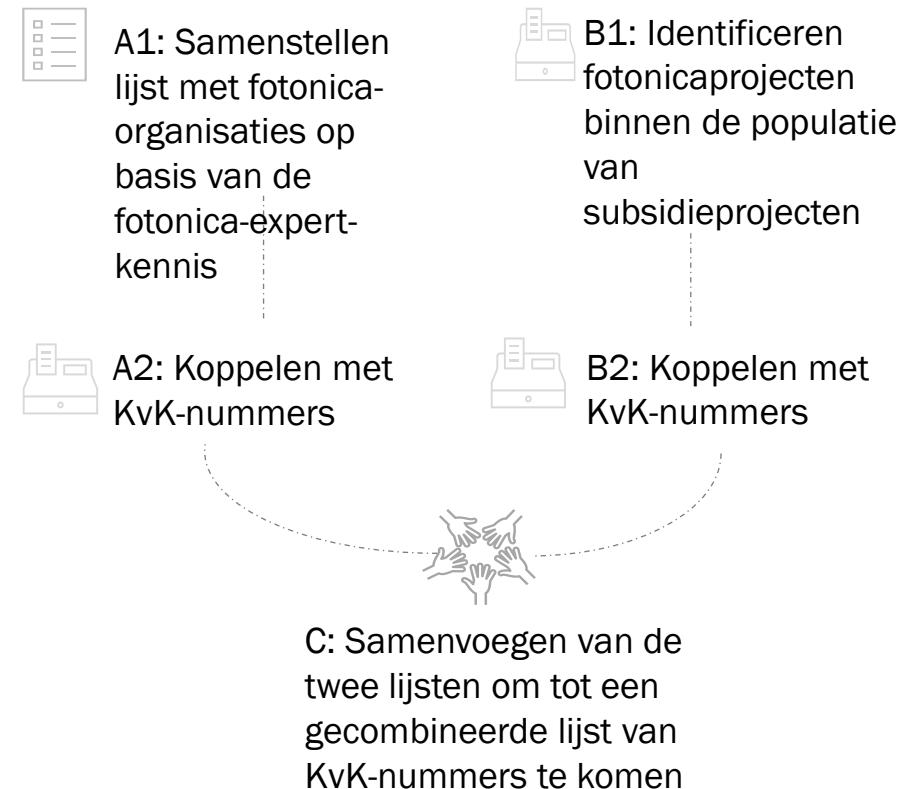 A1: Samenstellen
lijst met fotonica-
organisaties op
basis van de
fotonica-expert-
kennis
B1: Identificeren
fotonicaprojecten
binnen de populatie
van
subsidieprojecten
A2: Koppelen met
KvK-nummers
B2: Koppelen met
KvK-nummers
C: Samenvoegen van de
twee lijsten om tot een
gecombineerde lijst van
KvK-nummers te komen